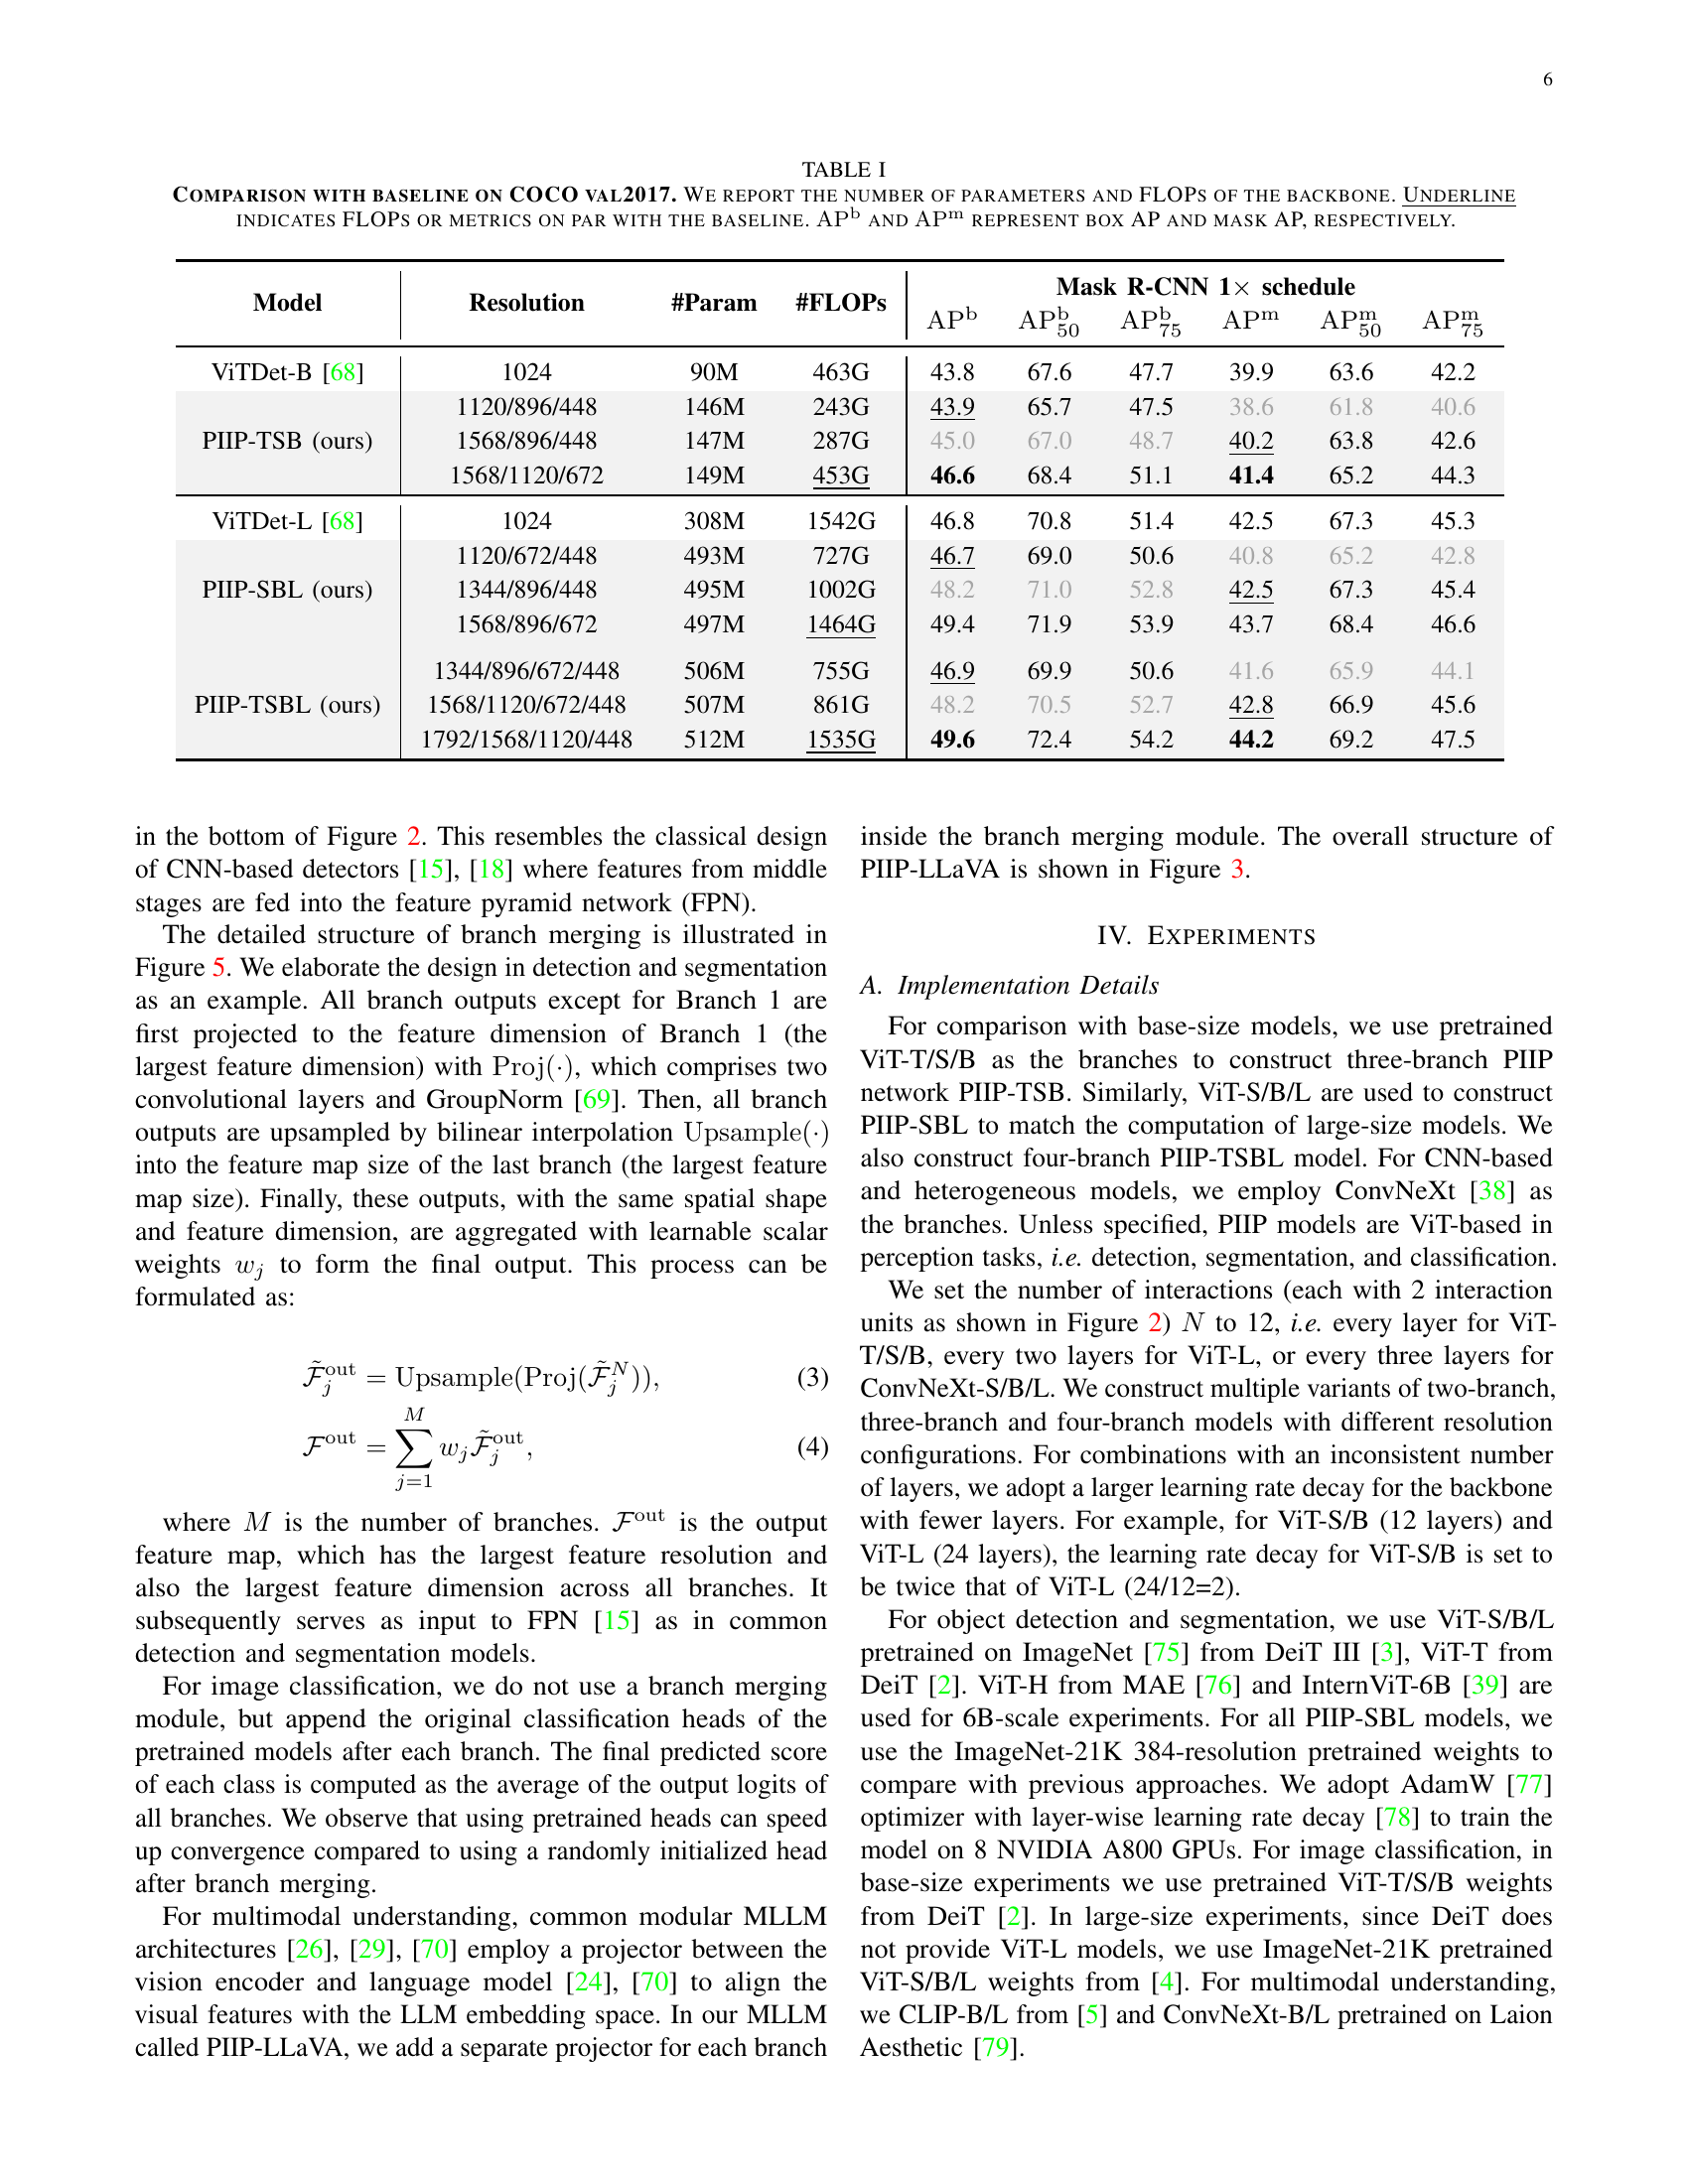 6
TABLE I
COMPARISON WITH BASELINE ON COCO VAL2017. WE REPORT THE NUMBER OF PARAMETERS AND FLOPS OF THE BACKBONE. UNDERLINE
INDICATES FLOPS OR METRICS ON PAR WITH THE BASELINE. APb AND APm REPRESENT BOX AP AND MASK AP, RESPECTIVELY.
Model Resolution #Param #FLOPs Mask R-CNN 1× schedule
APb APb50 APb75 APm APm50 APm75
ViTDet-B [68] 1024 90M 463G 43.8 67.6 47.7 39.9 63.6 42.2
1120/896/448 146M 243G 43.9 65.7 47.5 38.6 61.8 40.6
PIIP-TSB (ours) 1568/896/448 147M 287G 45.0 67.0 48.7 40.2 63.8 42.6
1568/1120/672 149M 453G 46.6 68.4 51.1 41.4 65.2 44.3
ViTDet-L [68] 1024 308M 1542G 46.8 70.8 51.4 42.5 67.3 45.3
1120/672/448 493M 727G 46.7 69.0 50.6 40.8 65.2 42.8
PIIP-SBL (ours) 1344/896/448 495M 1002G 48.2 71.0 52.8 42.5 67.3 45.4
1568/896/672 497M 1464G 49.4 71.9 53.9 43.7 68.4 46.6
1344/896/672/448 506M 755G 46.9 69.9 50.6 41.6 65.9 44.1
PIIP-TSBL (ours) 1568/1120/672/448 507M 861G 48.2 70.5 52.7 42.8 66.9 45.6
1792/1568/1120/448 512M 1535G 49.6 72.4 54.2 44.2 69.2 47.5
in the bottom of Figure 2. This resembles the classical design
of CNN-based detectors [15], [18] where features from middle
stages are fed into the feature pyramid network (FPN).
The detailed structure of branch merging is illustrated in
Figure 5. We elaborate the design in detection and segmentation
as an example. All branch outputs except for Branch 1 are
first projected to the feature dimension of Branch 1 (the
largest feature dimension) with Proj(·), which comprises two
convolutional layers and GroupNorm [69]. Then, all branch
outputs are upsampled by bilinear interpolation Upsample(·)
into the feature map size of the last branch (the largest feature
map size). Finally, these outputs, with the same spatial shape
and feature dimension, are aggregated with learnable scalar
weights wj to form the final output. This process can be
formulated as:
F̃jout = Upsample(Proj(F̃jN)), (3)
Fout = ∑j=1M wjF̃jout, (4)
where M is the number of branches. Fout is the output
feature map, which has the largest feature resolution and
also the largest feature dimension across all branches. It
subsequently serves as input to FPN [15] as in common
detection and segmentation models.
For image classification, we do not use a branch merging
module, but append the original classification heads of the
pretrained models after each branch. The final predicted score
of each class is computed as the average of the output logits of
all branches. We observe that using pretrained heads can speed
up convergence compared to using a randomly initialized head
after branch merging.
For multimodal understanding, common modular MLLM
architectures [26], [29], [70] employ a projector between the
vision encoder and language model [24], [70] to align the
visual features with the LLM embedding space. In our MLLM
called PIIP-LLaVA, we add a separate projector for each branch
inside the branch merging module. The overall structure of
PIIP-LLaVA is shown in Figure 3.
IV. EXPERIMENTS
A. Implementation Details
For comparison with base-size models, we use pretrained
ViT-T/S/B as the branches to construct three-branch PIIP
network PIIP-TSB. Similarly, ViT-S/B/L are used to construct
PIIP-SBL to match the computation of large-size models. We
also construct four-branch PIIP-TSBL model. For CNN-based
and heterogeneous models, we employ ConvNeXt [38] as
the branches. Unless specified, PIIP models are ViT-based in
perception tasks, i.e. detection, segmentation, and classification.
We set the number of interactions (each with 2 interaction
units as shown in Figure 2) N to 12, i.e. every layer for ViT-
T/S/B, every two layers for ViT-L, or every three layers for
ConvNeXt-S/B/L. We construct multiple variants of two-branch,
three-branch and four-branch models with different resolution
configurations. For combinations with an inconsistent number
of layers, we adopt a larger learning rate decay for the backbone
with fewer layers. For example, for ViT-S/B (12 layers) and
ViT-L (24 layers), the learning rate decay for ViT-S/B is set to
be twice that of ViT-L (24/12=2).
For object detection and segmentation, we use ViT-S/B/L
pretrained on ImageNet [75] from DeiT III [3], ViT-T from
DeiT [2]. ViT-H from MAE [76] and InternViT-6B [39] are
used for 6B-scale experiments. For all PIIP-SBL models, we
use the ImageNet-21K 384-resolution pretrained weights to
compare with previous approaches. We adopt AdamW [77]
optimizer with layer-wise learning rate decay [78] to train the
model on 8 NVIDIA A800 GPUs. For image classification, in
base-size experiments we use pretrained ViT-T/S/B weights
from DeiT [2]. In large-size experiments, since DeiT does
not provide ViT-L models, we use ImageNet-21K pretrained
ViT-S/B/L weights from [4]. For multimodal understanding,
we CLIP-B/L from [5] and ConvNeXt-B/L pretrained on Laion
Aesthetic [79].